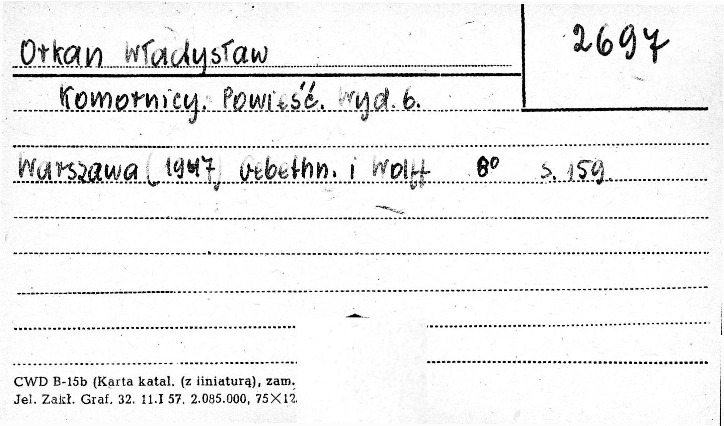 2697
Orkan Władysław
Komornicy. Powieść. Wyd. 6.
Warszawa (1947) Gebethn. i Wolff 8° s. 159.
CWD B-15b (Karta katal. (z liniaturą), zam.
Jel. Zakł. Graf. 32. 11.I 57. 2.085.000, 75×12.